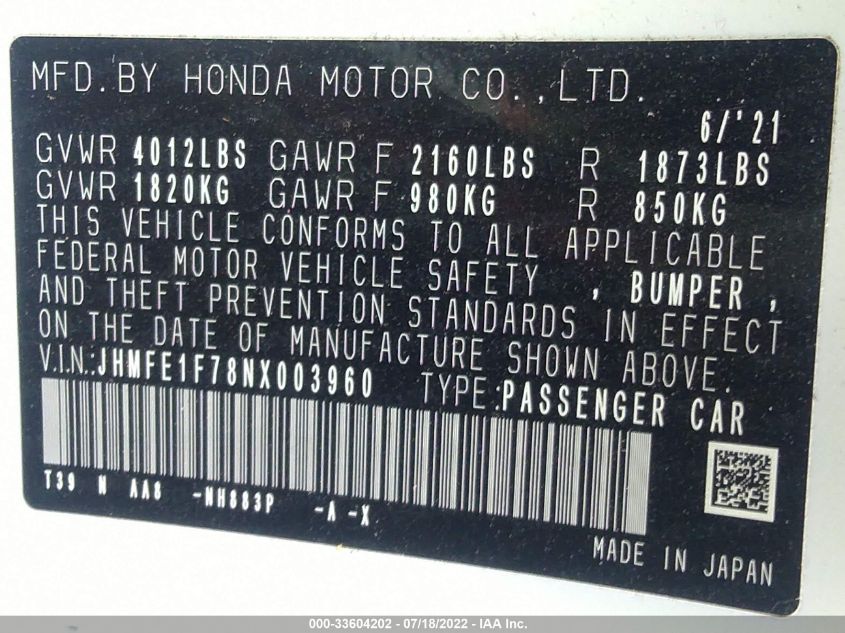 MFD. BY HONDA MOTOR CO., LTD.
6/'21
GVWR 4012LBS GAWR F 2160LBS R 1873LBS
GVWR 1820KG GAWR F 980KG R 850KG
THIS VEHICLE CONFORMS TO ALL APPLICABLE
FEDERAL MOTOR VEHICLE SAFETY , BUMPER ,
AND THEFT PREVENTION STANDARDS IN EFFECT
ON THE DATE OF MANUFACTURE SHOWN ABOVE.
V.I.N.: JHMFE1F78NX003960 TYPE: PASSENGER CAR
T39 N AA8 -NH883P -A -X
MADE IN JAPAN
000-33604202 - 07/18/2022 - IAA Inc.